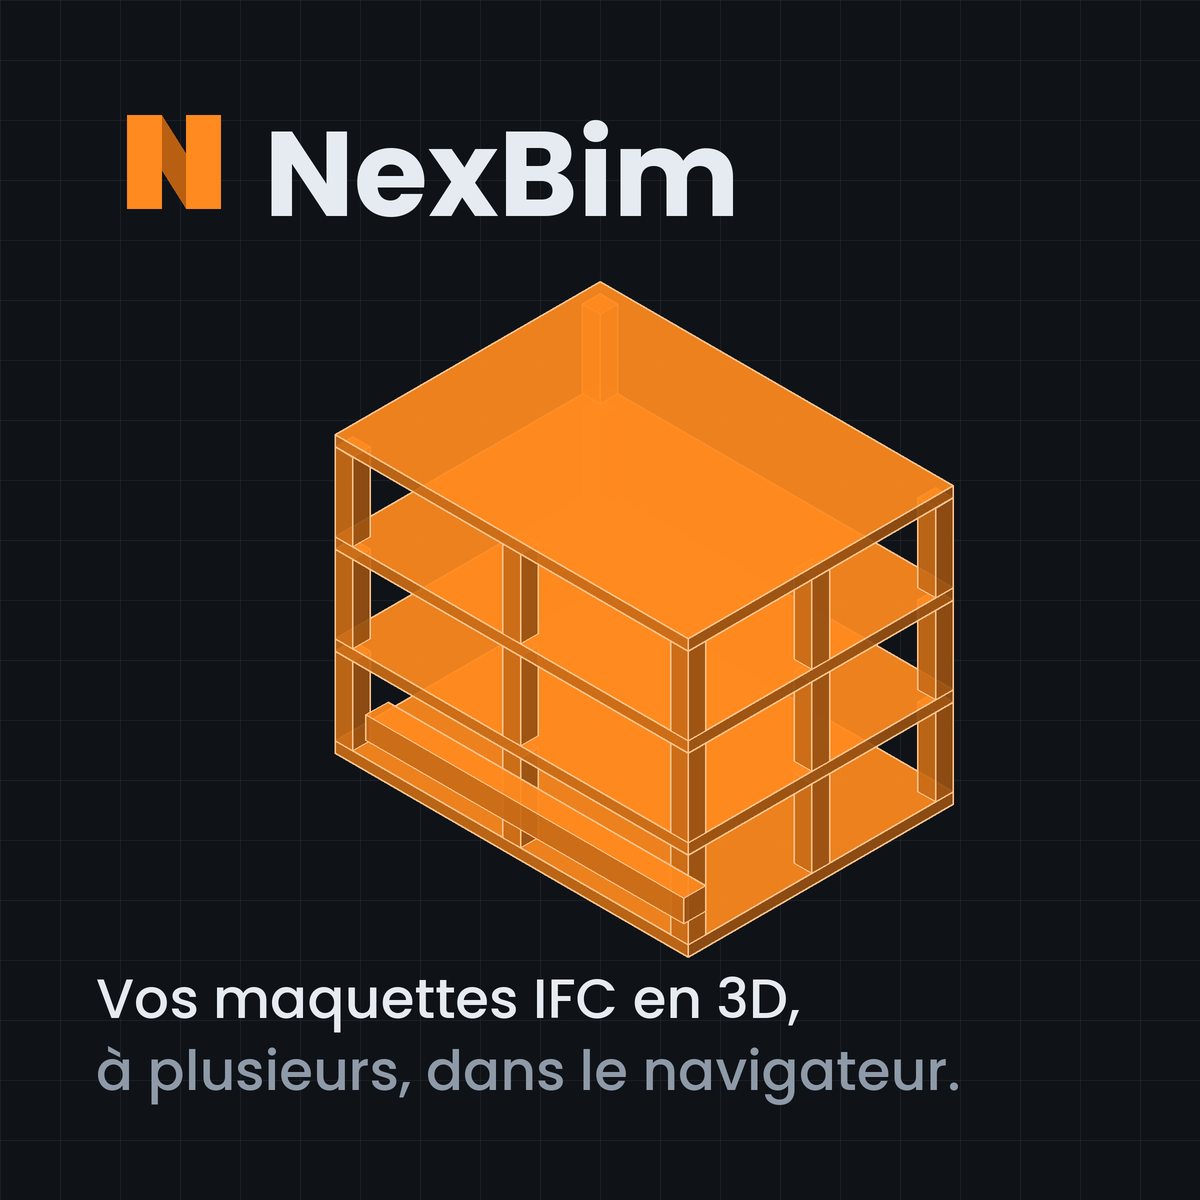 NexBim
Vos maquettes IFC en 3D,
à plusieurs, dans le navigateur.